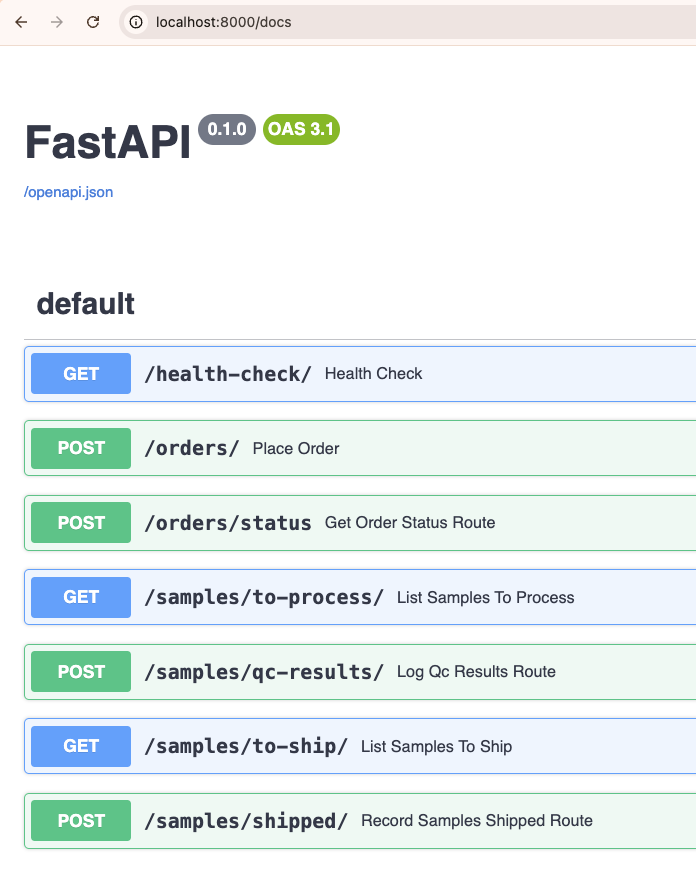 localhost:8000/docs
FastAPI 0.1.0 OAS 3.1
/openapi.json
default
GET /health-check/ Health Check
POST /orders/ Place Order
POST /orders/status Get Order Status Route
GET /samples/to-process/ List Samples To Process
POST /samples/qc-results/ Log Qc Results Route
GET /samples/to-ship/ List Samples To Ship
POST /samples/shipped/ Record Samples Shipped Route